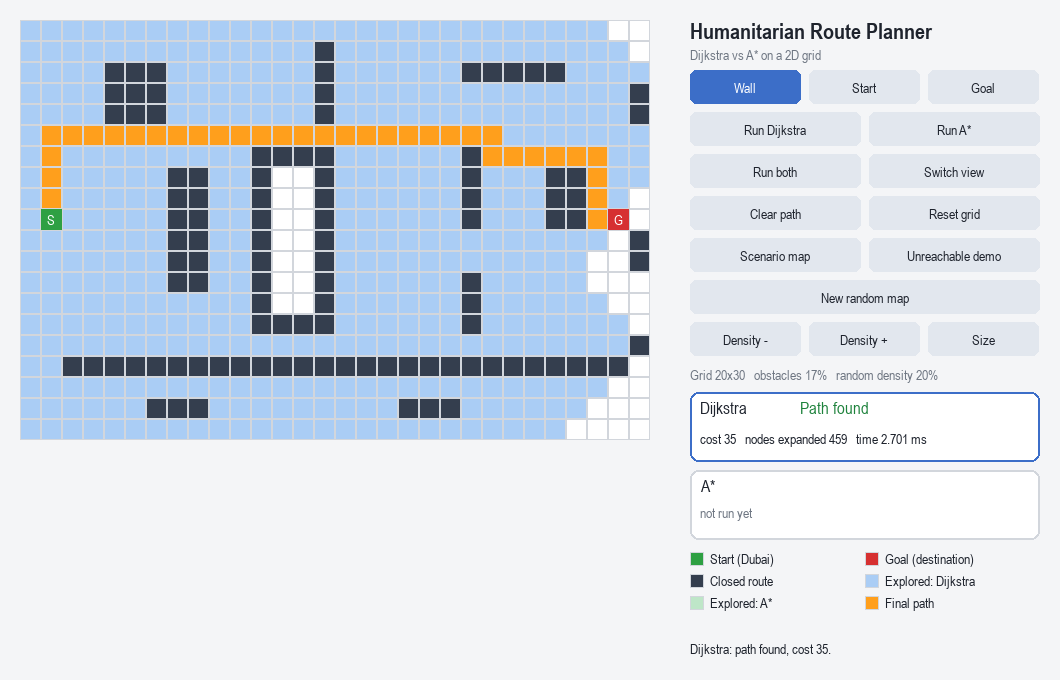 Humanitarian Route Planner
Dijkstra vs A* on a 2D grid
Wall Start Goal
Run Dijkstra Run A*
Run both Switch view
Clear path Reset grid
Scenario map Unreachable demo
New random map
Density - Density + Size
Grid 20x30 obstacles 17% random density 20%
Dijkstra Path found
cost 35 nodes expanded 459 time 2.701 ms
A*
not run yet
Start (Dubai) Goal (destination)
Closed route Explored: Dijkstra
Explored: A* Final path
Dijkstra: path found, cost 35.
S G